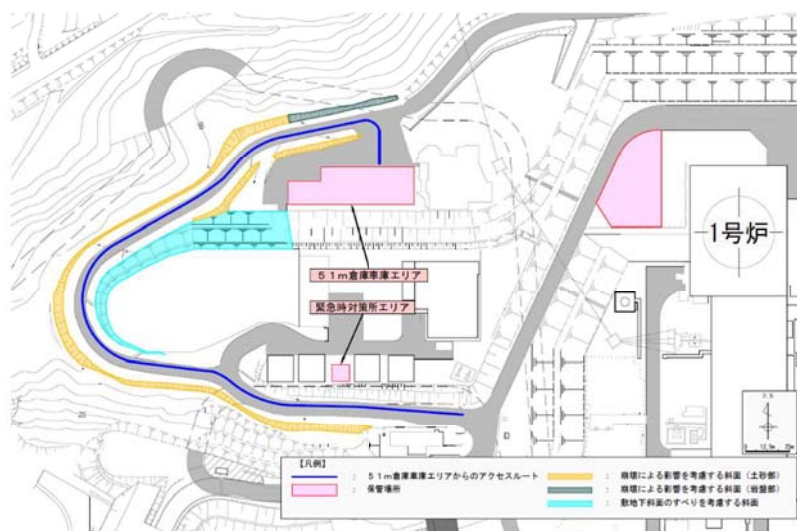 1号炉
51m倉庫車庫エリア
緊急時対策所エリア
【凡例】
： 51m倉庫車庫エリアからのアクセスルート
： 保管場所
： 崩壊による影響を考慮する斜面（土砂部）
： 崩壊による影響を考慮する斜面（岩盤部）
： 敷地下斜面のすべりを考慮する斜面